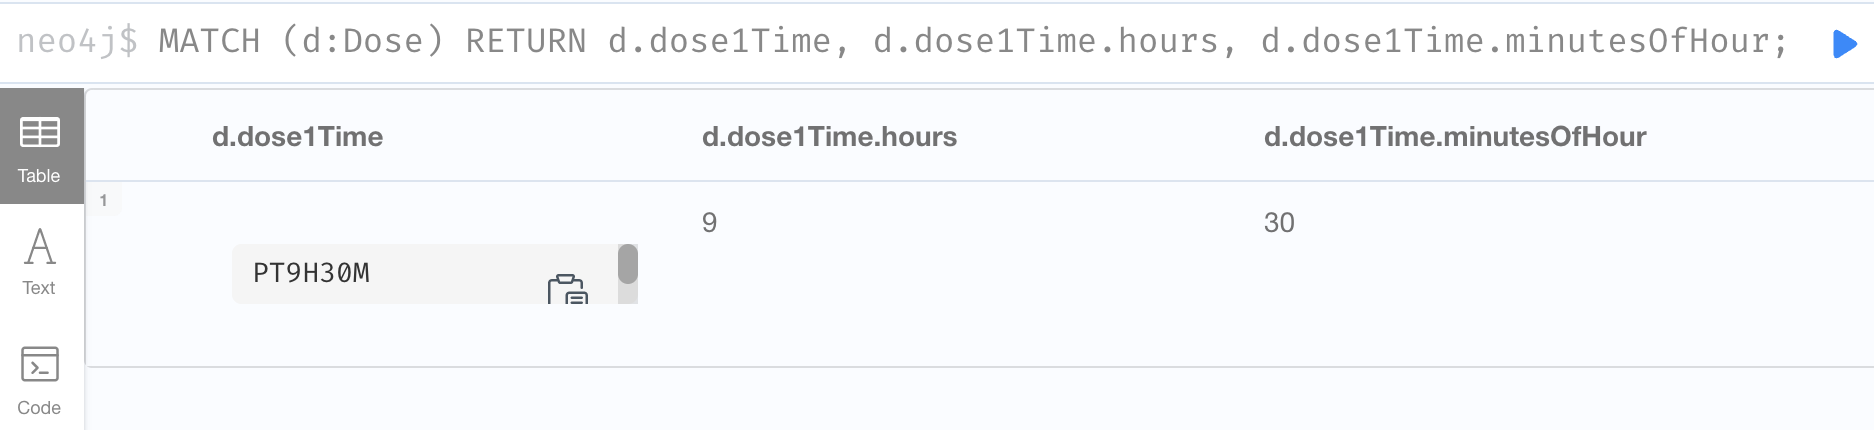 neo4j$ MATCH (d:Dose) RETURN d.dose1Time, d.dose1Time.hours, d.dose1Time.minutesOfHour;
d.dose1Time d.dose1Time.hours d.dose1Time.minutesOfHour
Table
1
9 30
PT9H30M
Text
Code